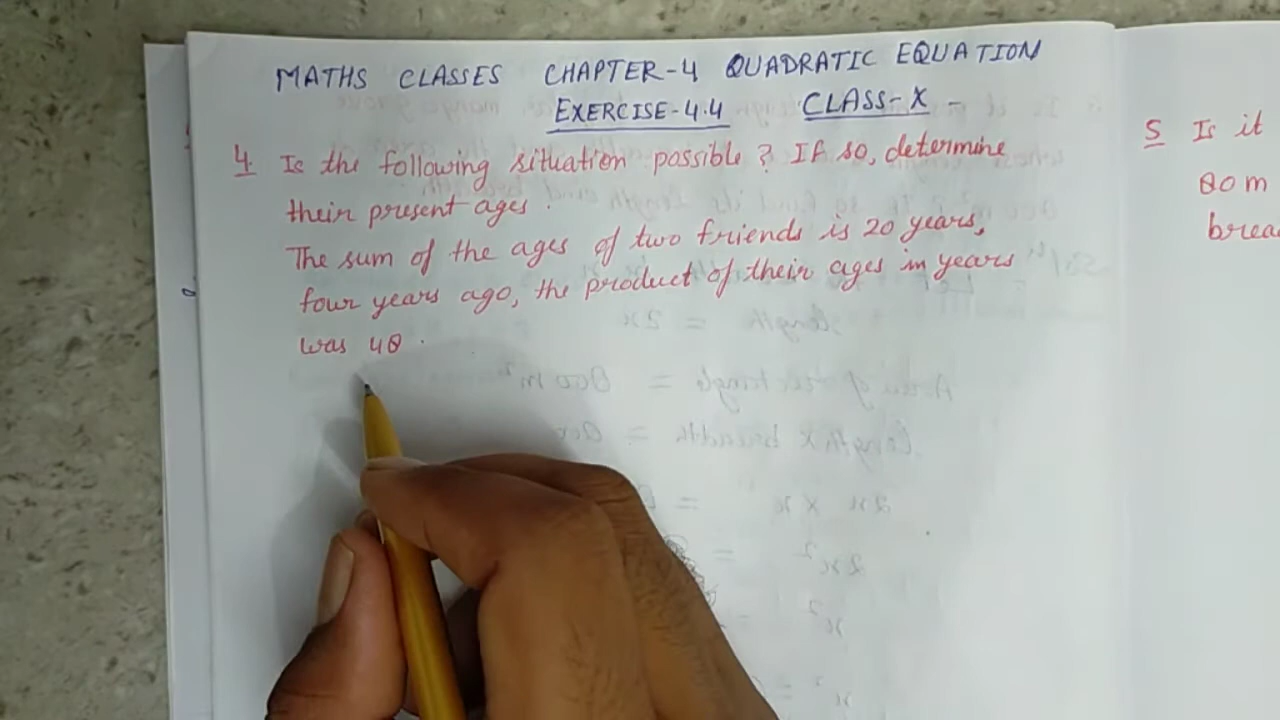 MATHS CLASSES CHAPTER-4 QUADRATIC EQUATION
EXERCISE-4.4 CLASS-X -
4. Is the following situation possible? If so, determine
their present ages.
The sum of the ages of two friends is 20 years,
four years ago, the product of their ages in years
was 48.
5 Is it
80m
brea